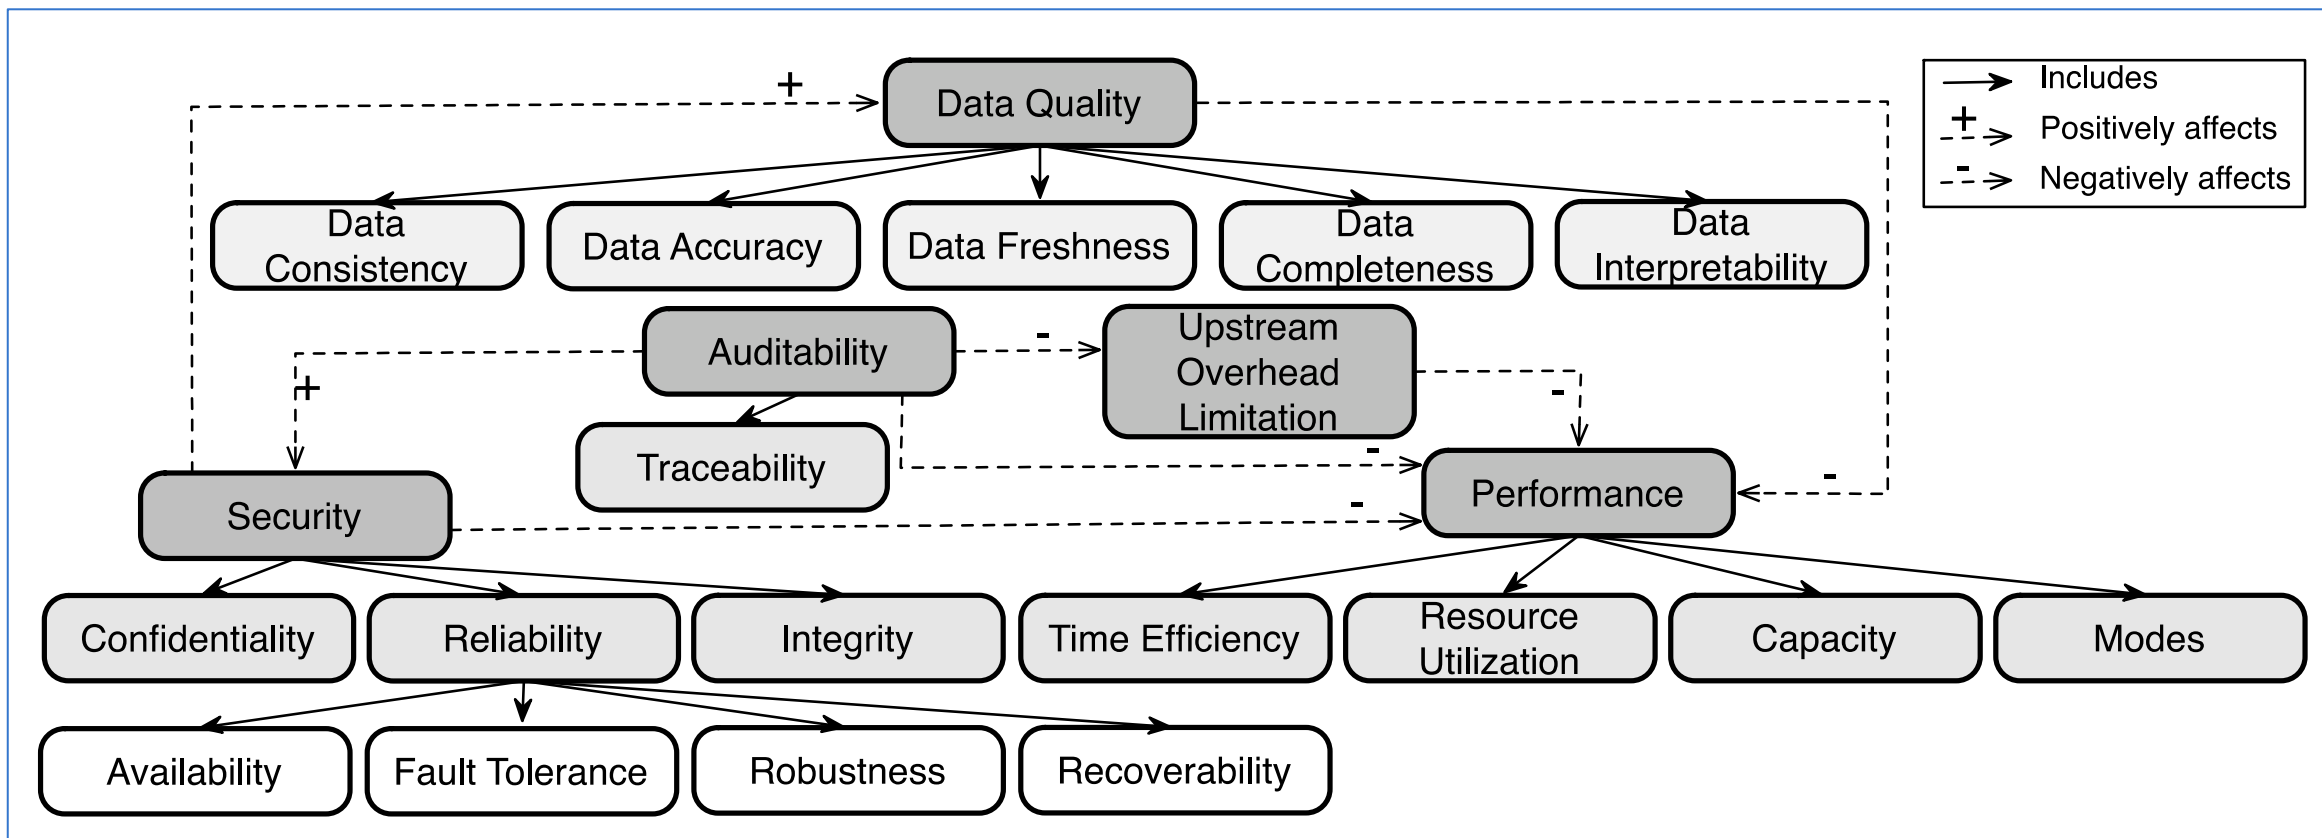 +
Data Quality
Includes
+
Positively affects
-
Negatively affects
Data
Consistency
Data Accuracy
Data Freshness
Data
Completeness
Data
Interpretability
Auditability
-
Upstream
Overhead
Limitation
+
-
Traceability
-
Performance
-
Security
-
Confidentiality
Reliability
Integrity
Time Efficiency
Resource
Utilization
Capacity
Modes
Availability
Fault Tolerance
Robustness
Recoverability